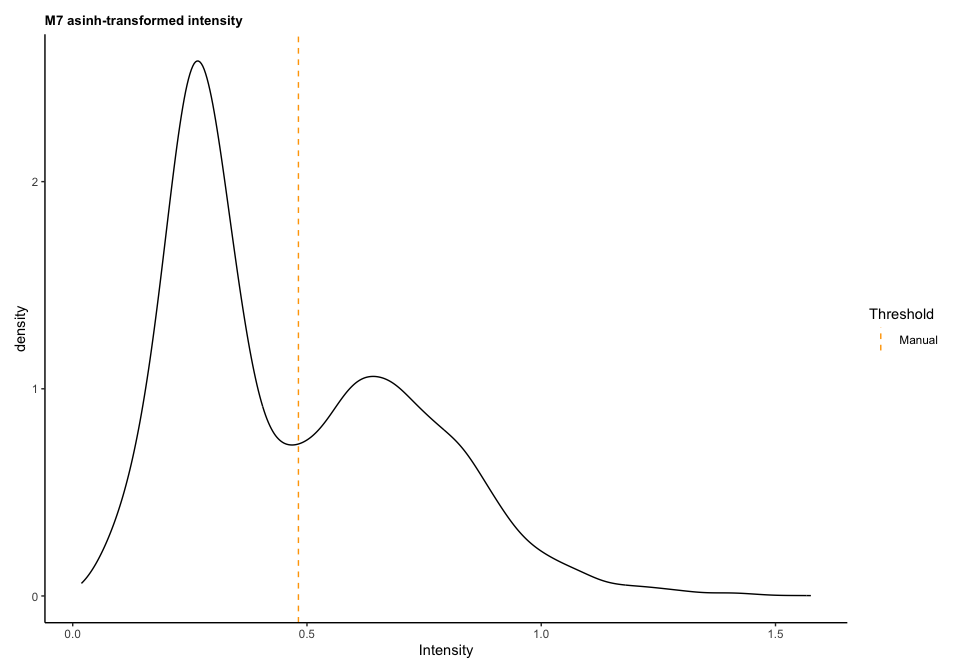 M7 asinh-transformed intensity
density
2
1
0
0.0 0.5 1.0 1.5
Intensity
Threshold
Manual